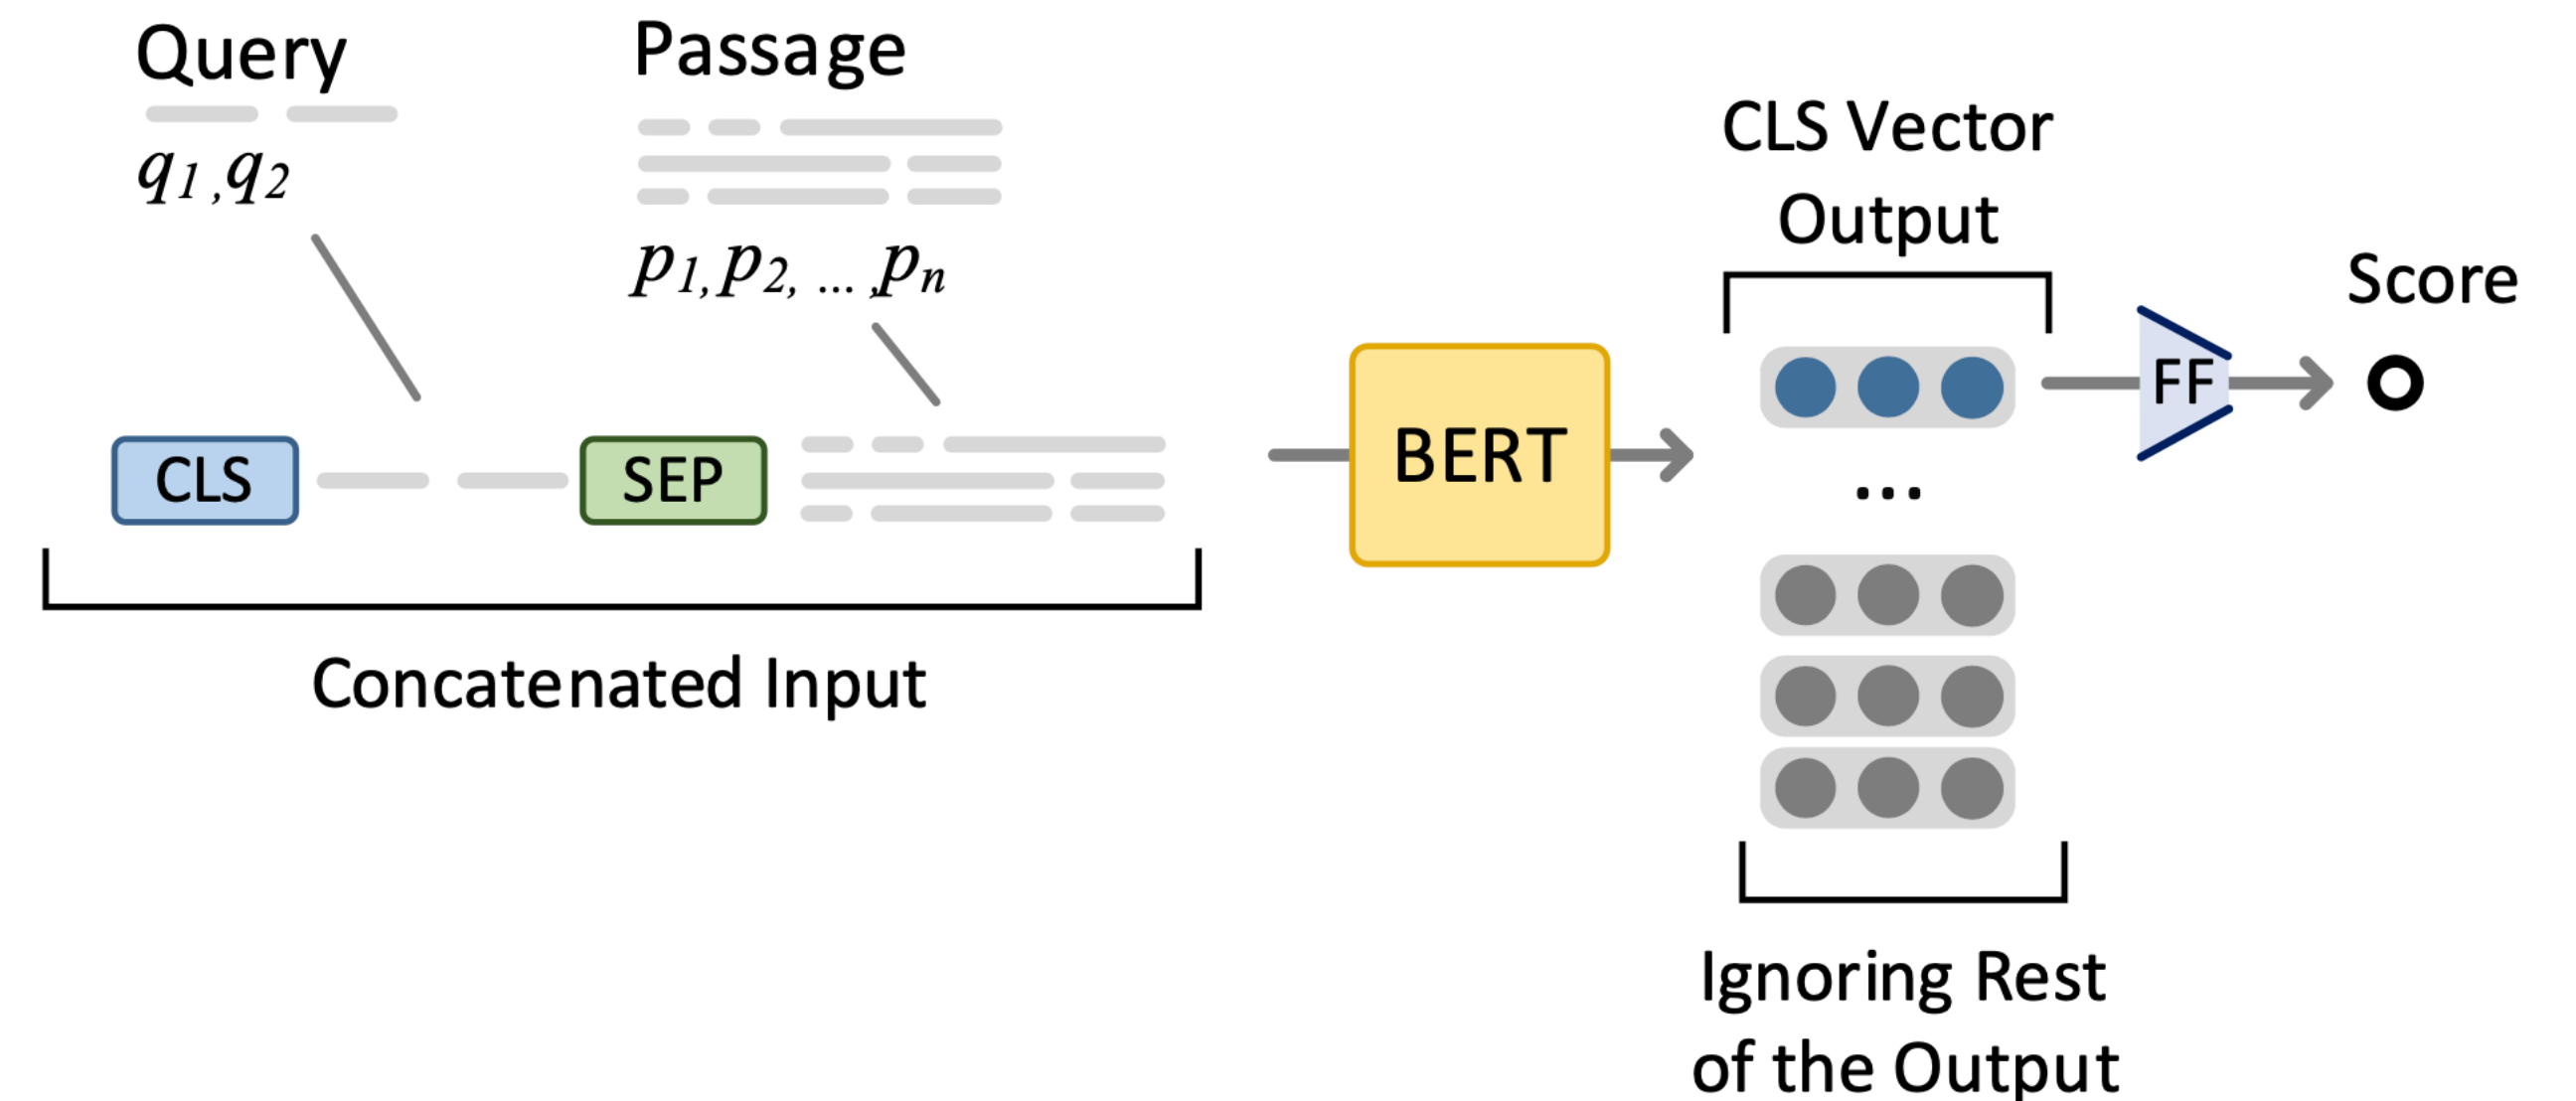 Query
q1 ,q2
Passage
p1, p2, ... ,pn
CLS
SEP
Concatenated Input
BERT
CLS Vector
Output
...
FF
Score
Ignoring Rest
of the Output